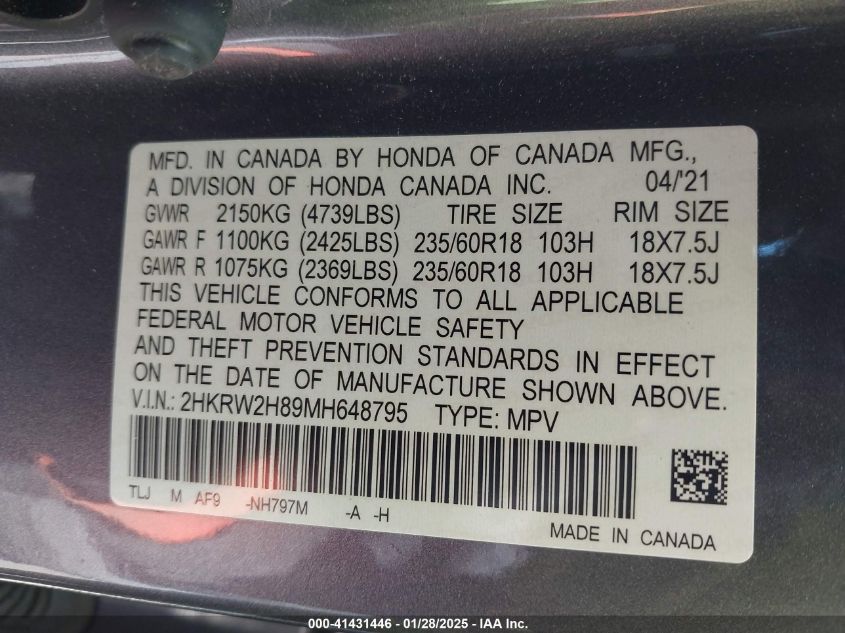 MFD. IN CANADA BY HONDA OF CANADA MFG.,
A DIVISION OF HONDA CANADA INC. 04/'21
GVWR 2150KG (4739LBS) TIRE SIZE RIM SIZE
GAWR F 1100KG (2425LBS) 235/60R18 103H 18X7.5J
GAWR R 1075KG (2369LBS) 235/60R18 103H 18X7.5J
THIS VEHICLE CONFORMS TO ALL APPLICABLE
FEDERAL MOTOR VEHICLE SAFETY
AND THEFT PREVENTION STANDARDS IN EFFECT
ON THE DATE OF MANUFACTURE SHOWN ABOVE.
V.I.N.: 2HKRW2H89MH648795 TYPE: MPV
TLJ M AF9 -NH797M -A -H
MADE IN CANADA
000-41431446 | 01/28/2025 - IAA Inc.